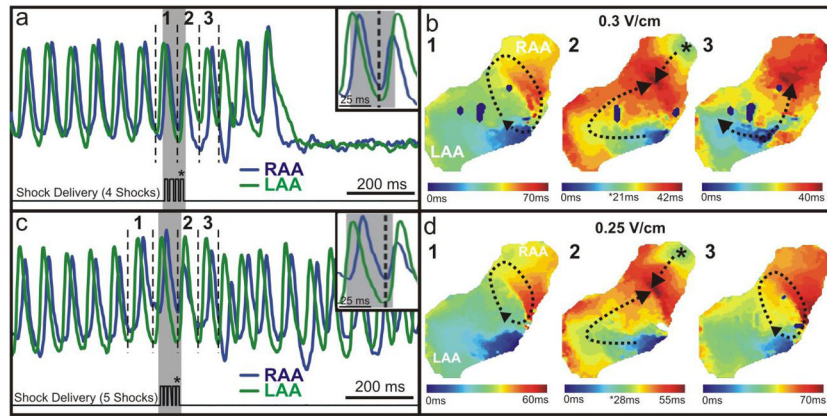 a
1 2 3
25 ms
RAA
LAA
Shock Delivery (4 Shocks)
*
200 ms
b
0.3 V/cm
1 2 3
RAA
*
LAA
0ms 70ms
0ms *21ms 42ms
0ms 40ms
c
1 2 3
25 ms
RAA
LAA
Shock Delivery (5 Shocks)
*
200 ms
d
0.25 V/cm
1 2 3
RAA
*
LAA
0ms 60ms
0ms *28ms 55ms
0ms 70ms